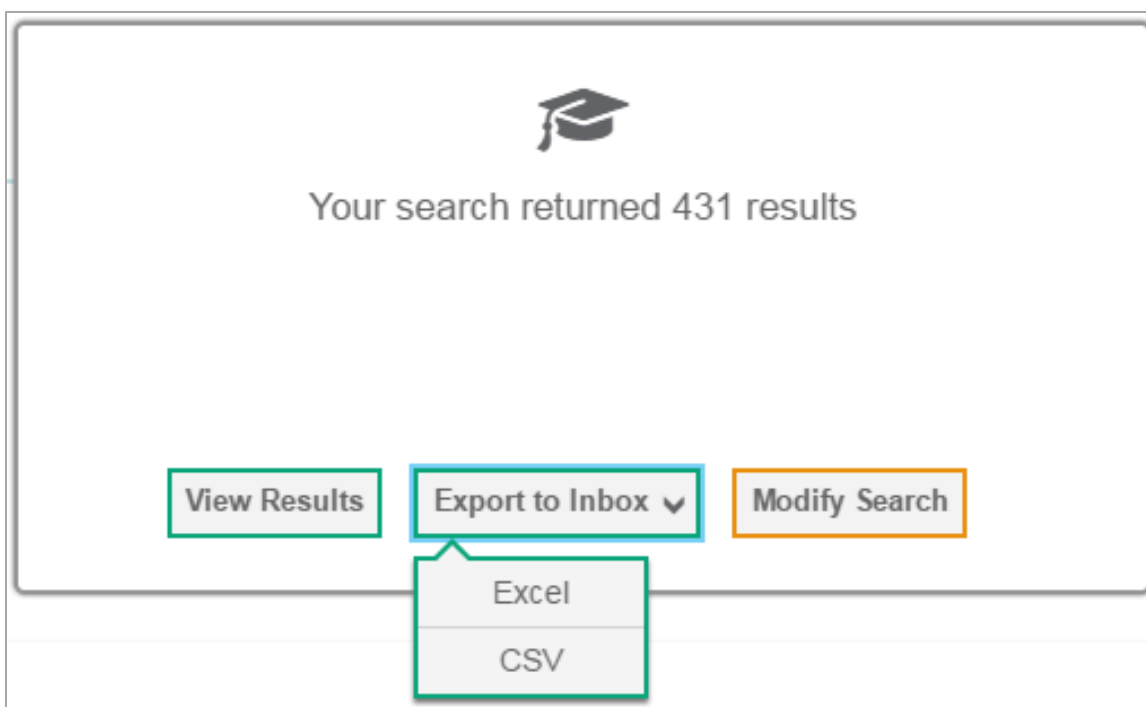 Your search returned 431 results
View Results
Export to Inbox
Modify Search
Excel
CSV